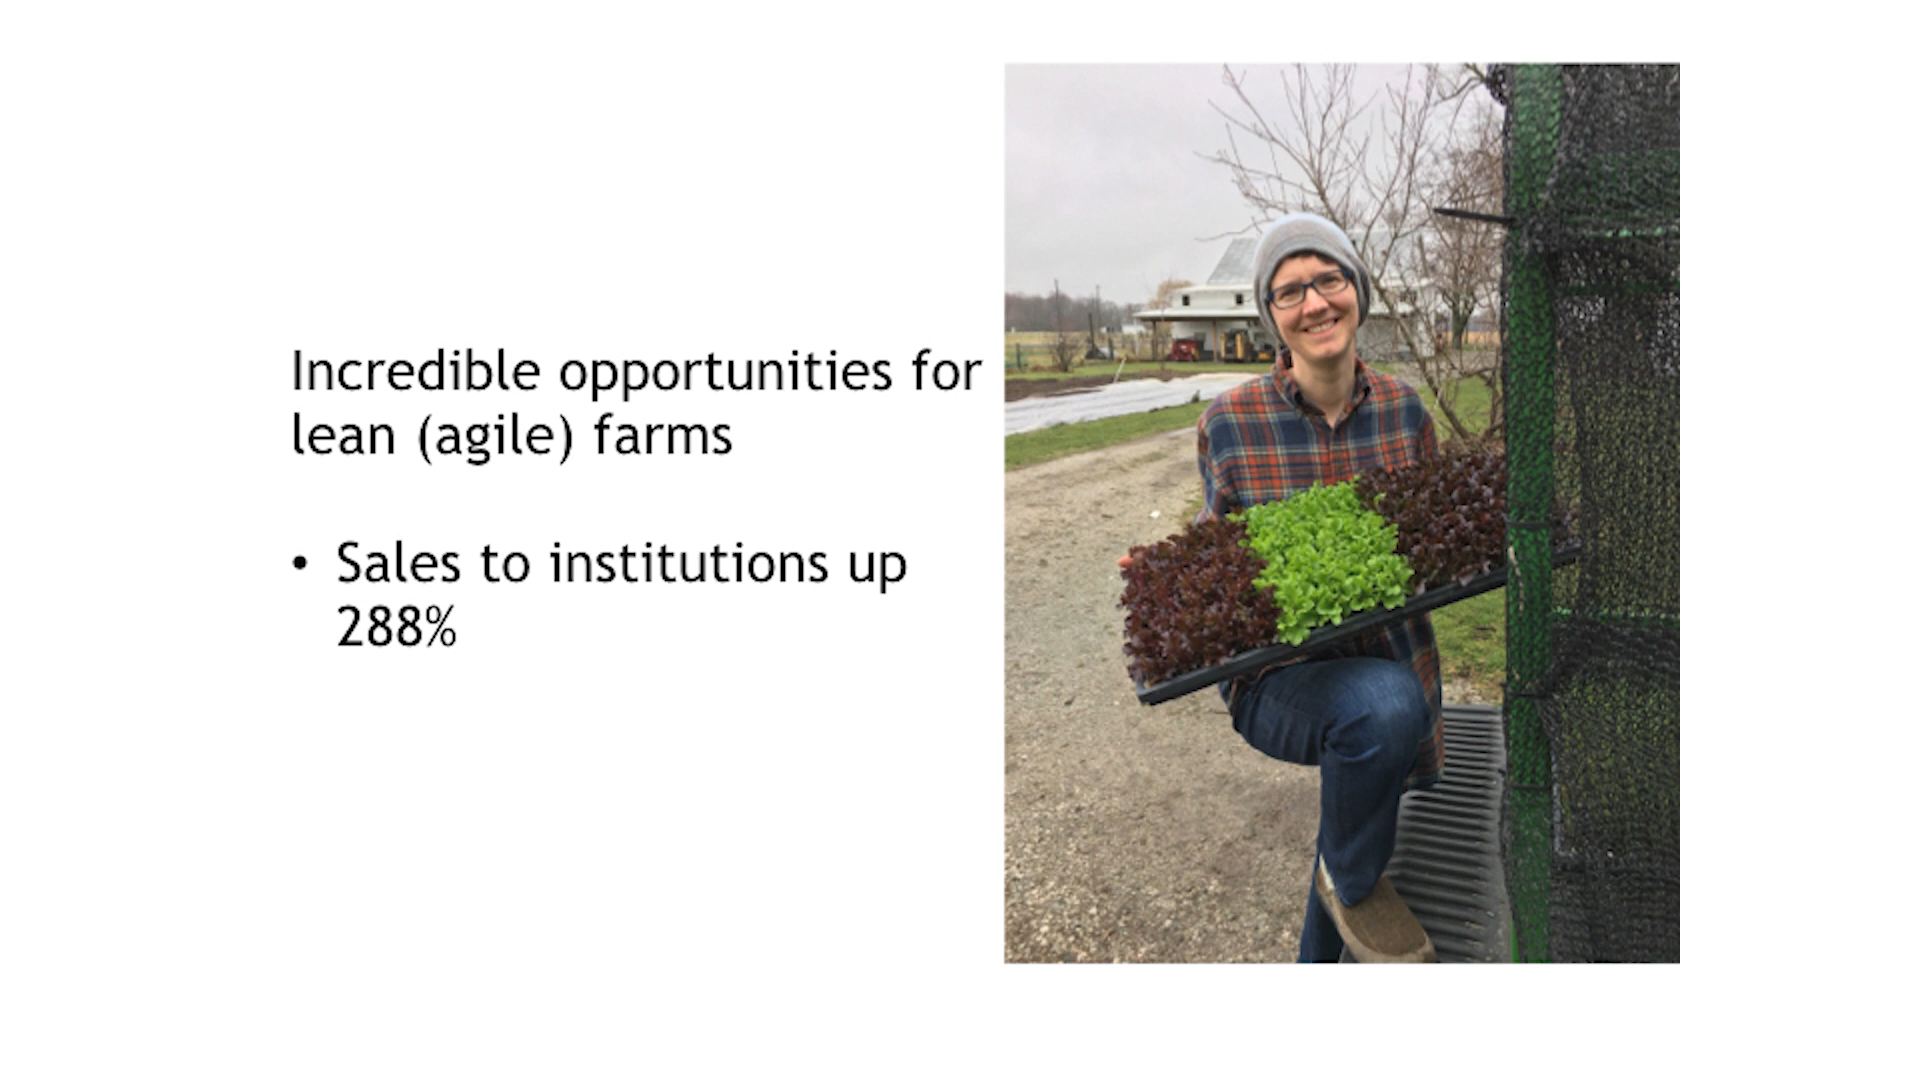 Incredible opportunities for
lean (agile) farms
• Sales to institutions up
288%